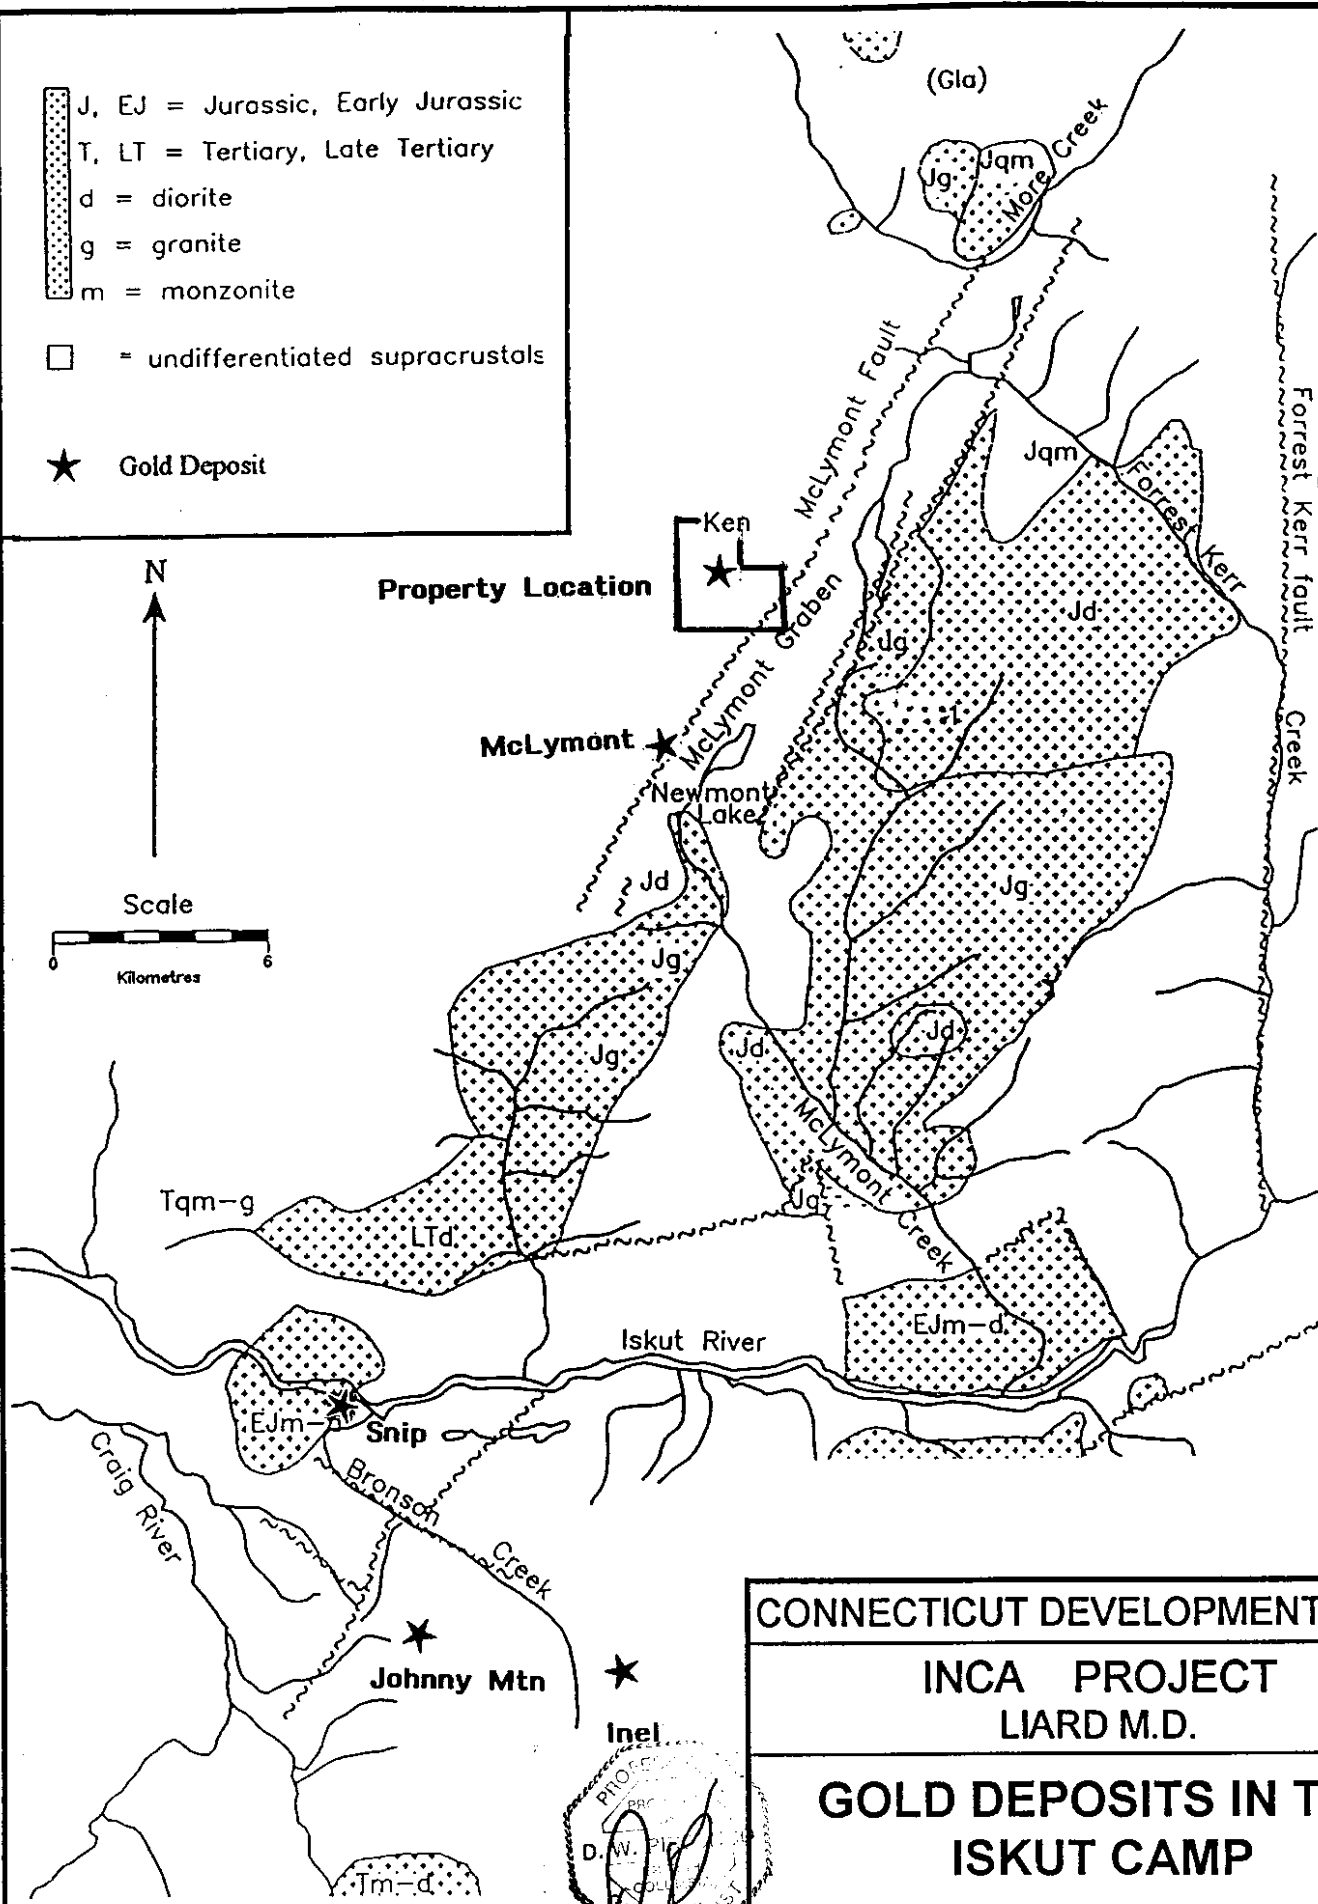 J, EJ = Jurassic, Early Jurassic
T, LT = Tertiary, Late Tertiary
d = diorite
g = granite
m = monzonite
= undifferentiated supracrustals
Gold Deposit
(Gla)
Jg
Jqm
More Creek
McLymont Fault
Forrest Kerr fault
Jqm
Forrest Kerr
Creek
Ken
N
Property Location
McLymont Graben
Jg
Jd
McLymont
Newmont
Lake
Scale
0
6
Kilometres
Jd
Jg
Jg
Jg
Jd
Jd
McLymont
Creek
Jg
Tqm-g
LTd
EJm-d
Iskut River
EJm-
Snip
Craig
River
Bronson
Creek
Johnny Mtn
Inel
Tm-d
D. W.
CONNECTICUT DEVELOPMENT
INCA PROJECT
LIARD M.D.
GOLD DEPOSITS IN T
ISKUT CAMP